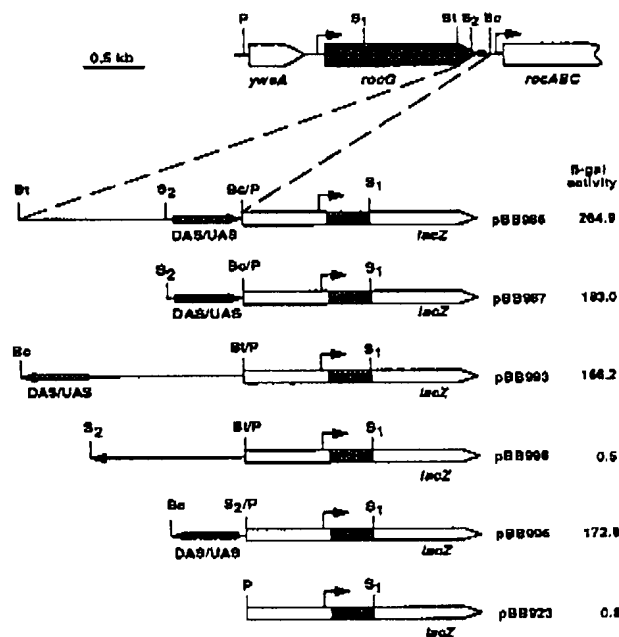 P S1 Bt S2 Bc
0.5 kb
ywsA rocG rocABC
β-gal
activity
Bt S2 Bc/P S1
DAS/UAS lacZ pBB986 264.9
S2 Bc/P S1
DAS/UAS lacZ pBB987 183.0
Bc Bt/P S1
DAS/UAS lacZ pBB993 166.2
S2 Bt/P S1
lacZ pBB996 0.5
Bc S2/P S1
DAS/UAS lacZ pBB995 172.8
P S1
lacZ pBB923 0.8